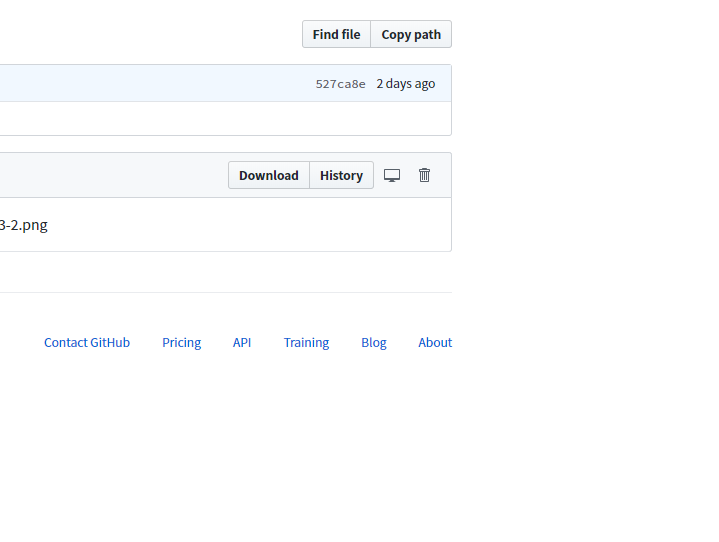 Find file Copy path
527ca8e 2 days ago
Download History
3-2.png
Contact GitHub Pricing API Training Blog About